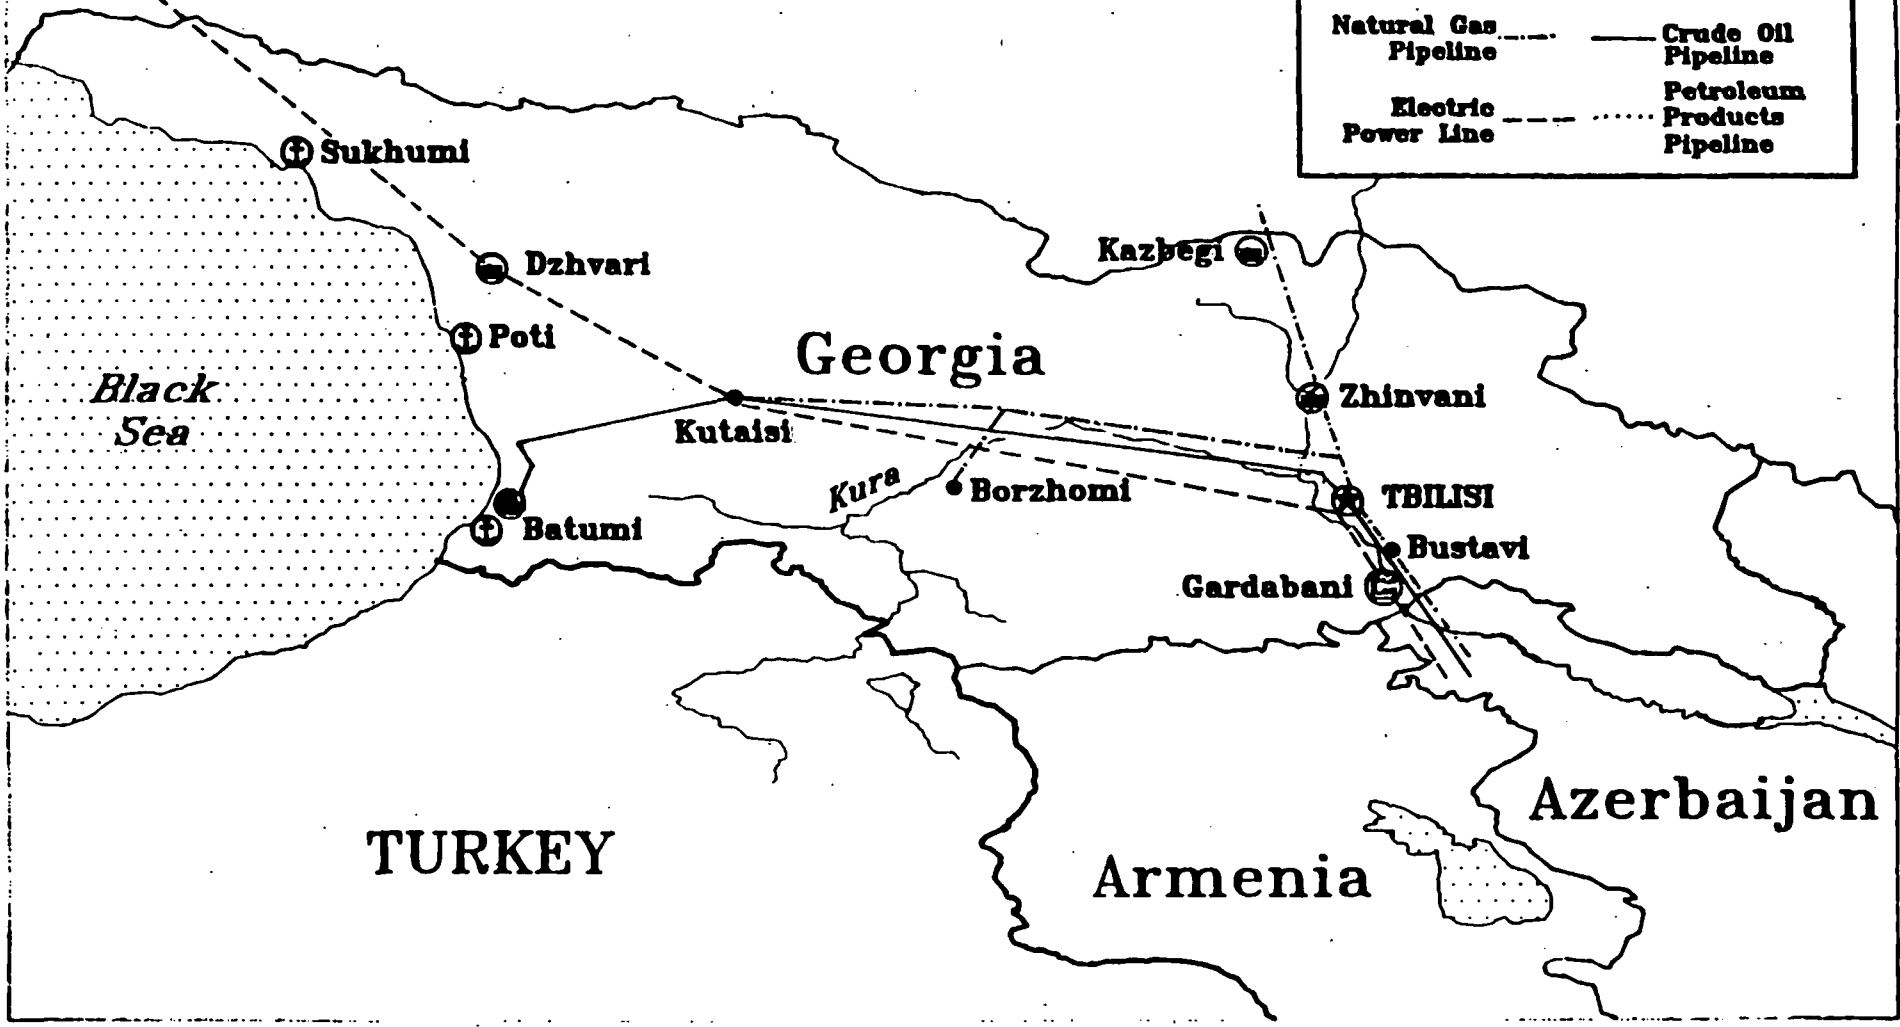 Natural Gas
Pipeline
Crude Oil
Pipeline
Electric
Power Line
Petroleum
Products
Pipeline
Sukhumi
Kazbegi
Dzhvari
Poti
Georgia
Black
Sea
Zhinvani
Kutaisi
Kura
Borzhomi
TBILISI
Batumi
Bustavi
Gardabani
Azerbaijan
TURKEY
Armenia